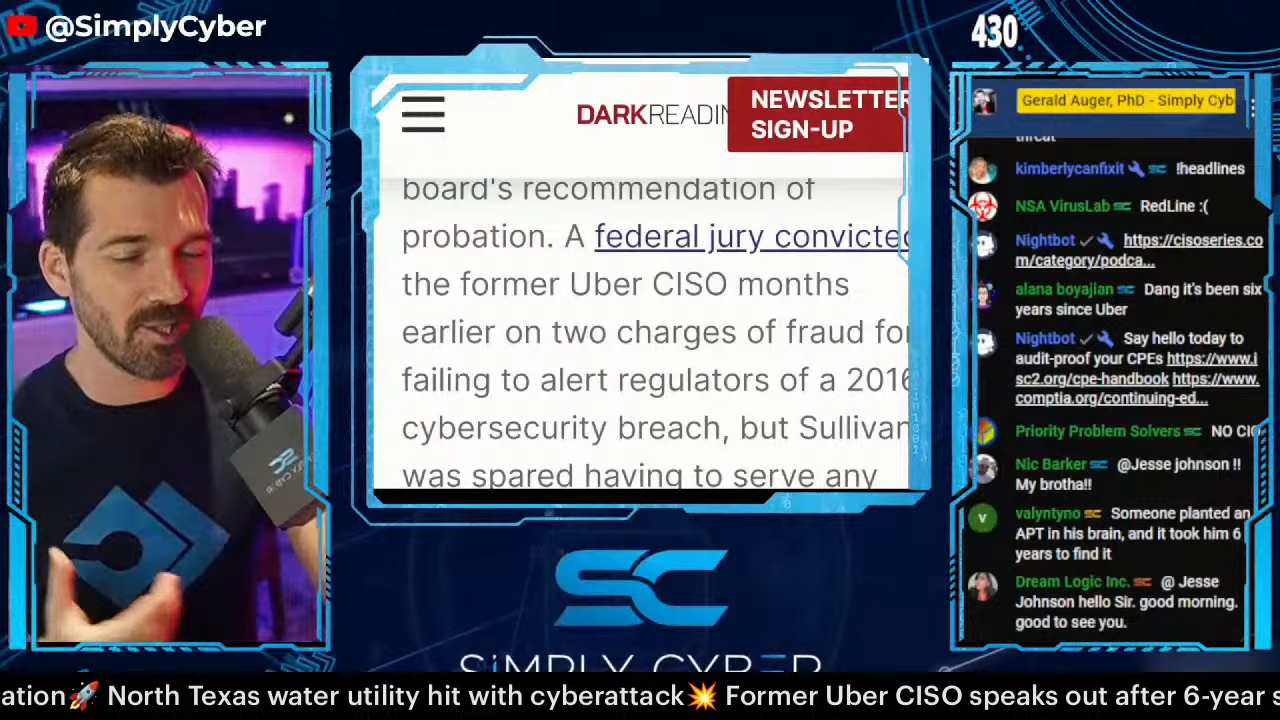 @SimplyCyber
430
NEWSLETTER
SIGN-UP
DARKREADIN
board's recommendation of
probation. A federal jury convicted
the former Uber CISO months
earlier on two charges of fraud for
failing to alert regulators of a 2016
cybersecurity breach, but Sullivan
was spared having to serve any
SC
SIMPLY CYBER
Gerald Auger, PhD - Simply Cyb
threat
kimberlycanfixit !headlines
NSA VirusLab RedLine :(
Nightbot https://cisoseries.co
m/category/podca...
alana boyajian Dang it's been six
years since Uber
Nightbot Say hello today to
audit-proof your CPEs https://www.i
sc2.org/cpe-handbook https://www.
comptia.org/continuing-ed...
Priority Problem Solvers NO CIO
Nic Barker @Jesse johnson !!
My brotha!!
V
valyntyno Someone planted an
APT in his brain, and it took him 6
years to find it
Dream Logic Inc. @ Jesse
Johnson hello Sir. good morning.
good to see you.
ation🚀 North Texas water utility hit with cyberattack💥 Former Uber CISO speaks out after 6-year s